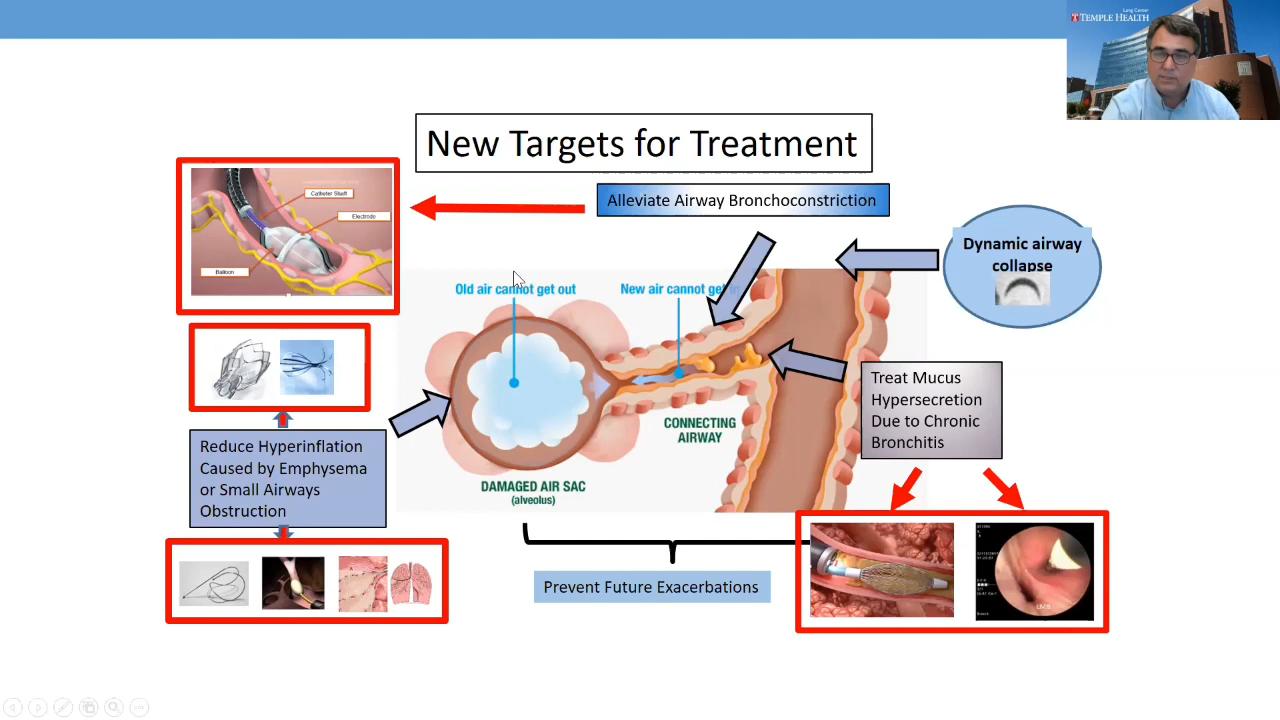 Lung Center
TEMPLE HEALTH
New Targets for Treatment
Alleviate Airway Bronchoconstriction
Catheter Shaft
Electrode
Balloon
Dynamic airway
collapse
Old air cannot get out
New air cannot get in
Treat Mucus
Hypersecretion
Due to Chronic
Bronchitis
CONNECTING
AIRWAY
Reduce Hyperinflation
Caused by Emphysema
or Small Airways
Obstruction
DAMAGED AIR SAC
(alveolus)
Prevent Future Exacerbations